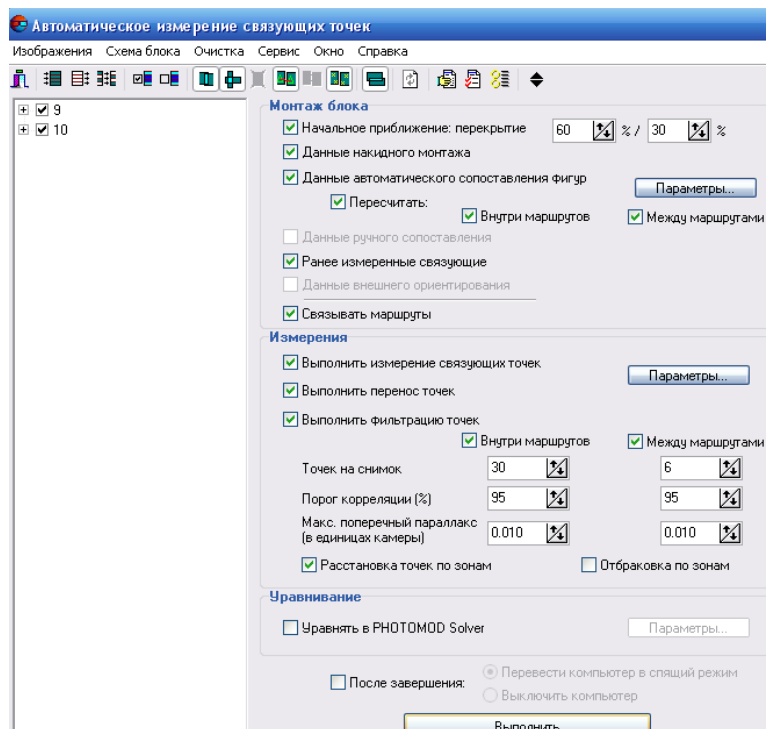 Автоматическое измерение связующих точек
Изображения Схема блока Очистка Сервис Окно Справка
9
10
Монтаж блока
Начальное приближение: перекрытие 60 % / 30 %
Данные накидного монтажа
Данные автоматического сопоставления фигур Параметры...
Пересчитать:
Внутри маршрутов Между маршрутами
Данные ручного сопоставления
Ранее измеренные связующие
Данные внешнего ориентирования
Связывать маршруты
Измерения
Выполнить измерение связующих точек Параметры...
Выполнить перенос точек
Выполнить фильтрацию точек
Внутри маршрутов Между маршрутами
Точек на снимок 30 6
Порог корреляции (%) 95 95
Макс. поперечный параллакс
(в единицах камеры) 0.010 0.010
Расстановка точек по зонам Отбраковка по зонам
Уравнивание
Уравнять в PHOTOMOD Solver Параметры...
После завершения: Перевести компьютер в спящий режим
Выключить компьютер
Выполнить